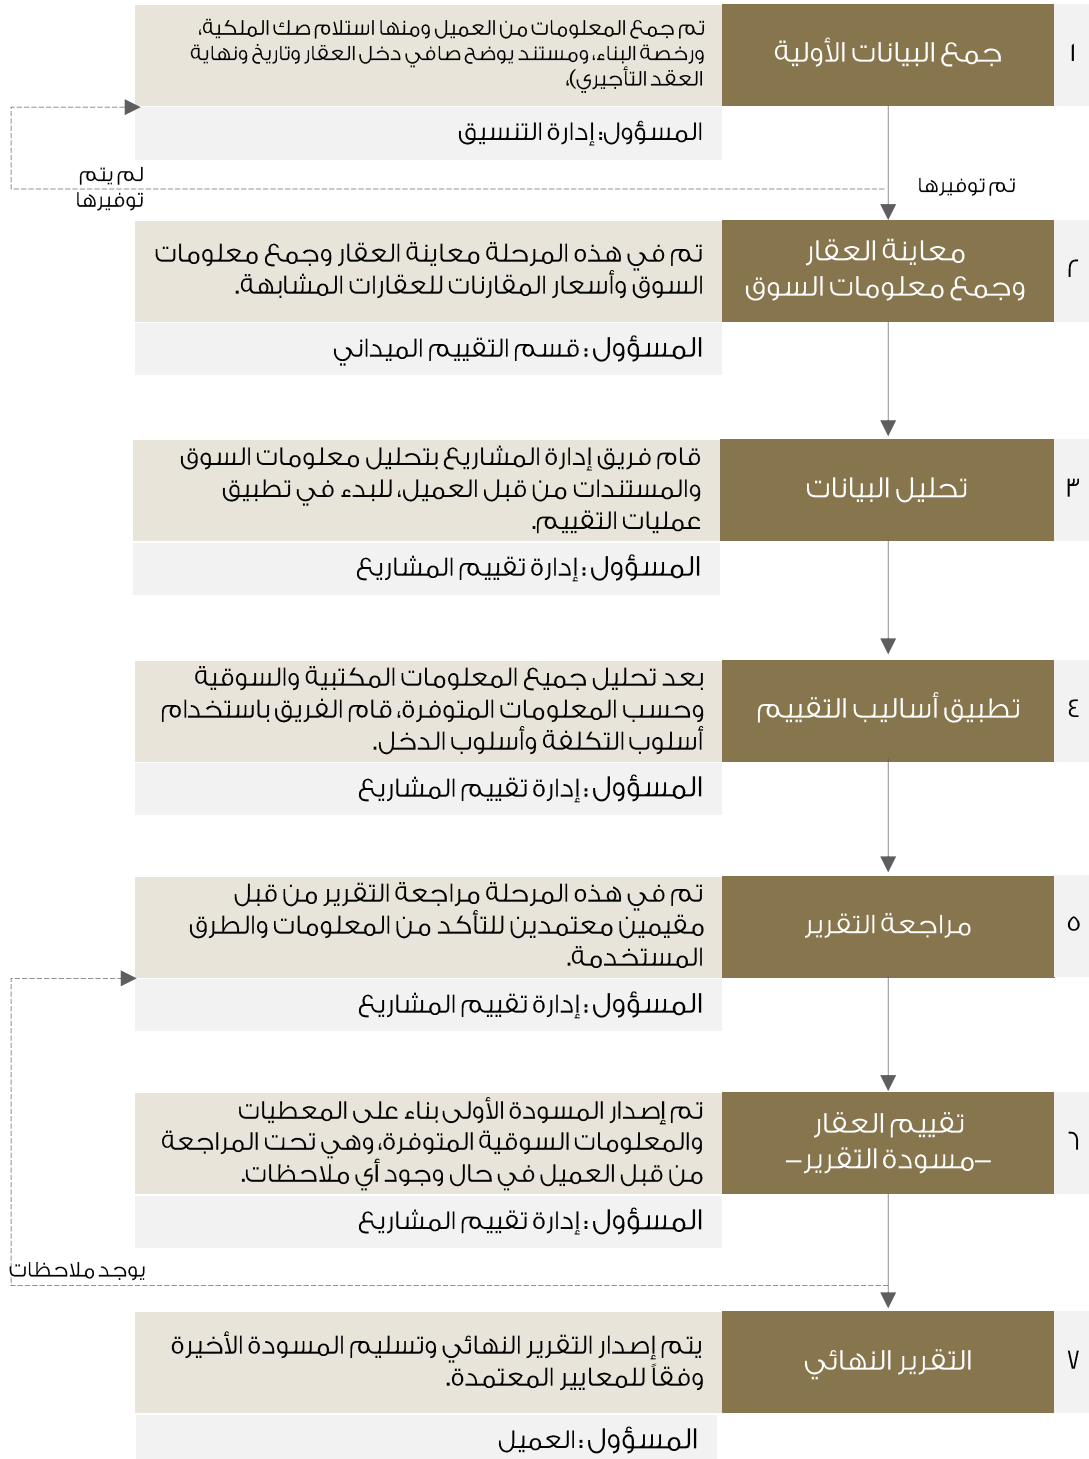 ١
جمع البيانات الأولية
تم جمع المعلومات من العميل ومنها استلام صك الملكية،
ورخصة البناء، ومستند يوضح صافي دخل العقار وتاريخ ونهاية
العقد التأجيري)،
المسؤول: إدارة التنسيق
تم توفيرها
لم يتم
توفيرها
٢
معاينة العقار
وجمع معلومات السوق
تم في هذه المرحلة معاينة العقار وجمع معلومات
السوق وأسعار المقارنات للعقارات المشابهة.
المسؤول : قسم التقييم الميداني
٣
تحليل البيانات
قام فريق إدارة المشاريع بتحليل معلومات السوق
والمستندات من قبل العميل، للبدء في تطبيق
عمليات التقييم.
المسؤول : إدارة تقييم المشاريع
٤
تطبيق أساليب التقييم
بعد تحليل جميع المعلومات المكتبية والسوقية
وحسب المعلومات المتوفرة، قام الفريق باستخدام
أسلوب التكلفة وأسلوب الدخل.
المسؤول : إدارة تقييم المشاريع
٥
مراجعة التقرير
تم في هذه المرحلة مراجعة التقرير من قبل
مقيمين معتمدين للتأكد من المعلومات والطرق
المستخدمة.
المسؤول : إدارة تقييم المشاريع
٦
تقييم العقار
–مسودة التقرير–
تم إصدار المسودة الأولى بناء على المعطيات
والمعلومات السوقية المتوفرة، وهي تحت المراجعة
من قبل العميل في حال وجود أي ملاحظات.
المسؤول : إدارة تقييم المشاريع
يوجد ملاحظات
٧
التقرير النهائي
يتم إصدار التقرير النهائي وتسليم المسودة الأخيرة
وفقاً للمعايير المعتمدة.
المسؤول : العميل